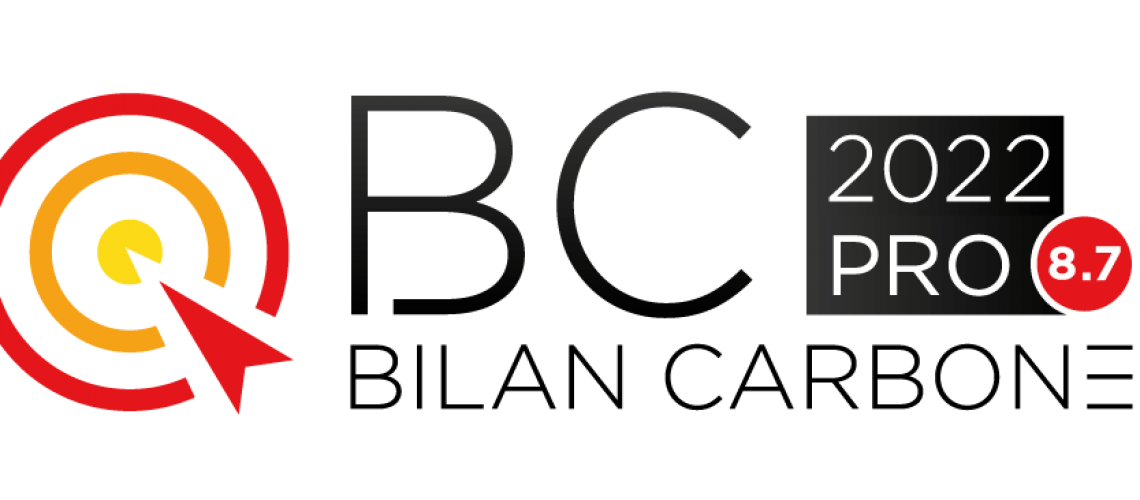 BC
2022
PRO
8.7
BILAN CARBONE